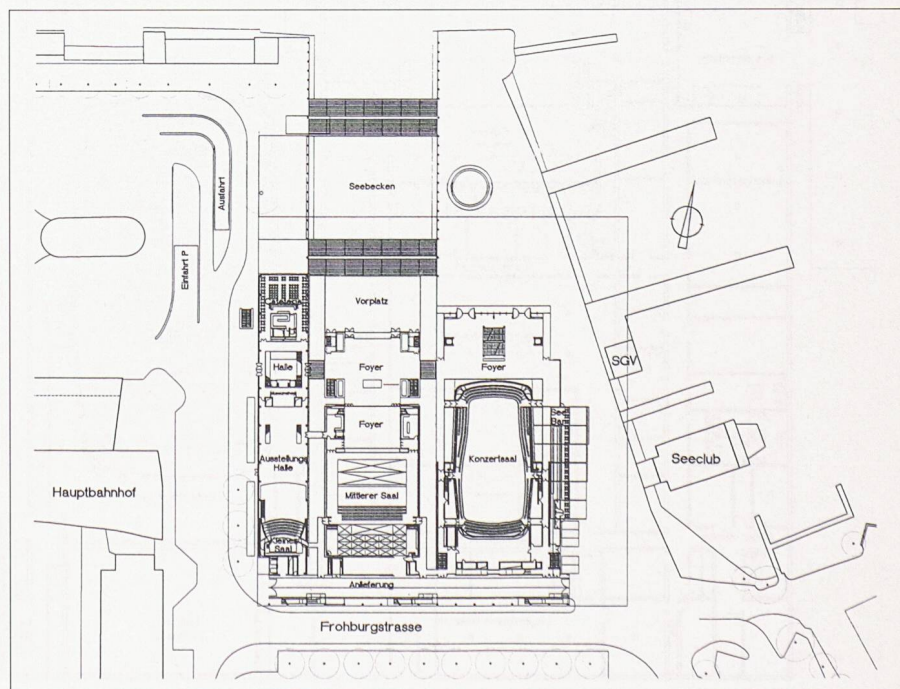 Ausfahrt
Seebecken
Einfahrt P
Vorplatz
Halle
Foyer
Foyer
SGV
Foyer
Ausstellungs
Halle
Konzertsaal
Seeclub
Hauptbahnhof
Mittlerer Saal
Kleiner
Saal
Anlieferung
Frohburgstrasse